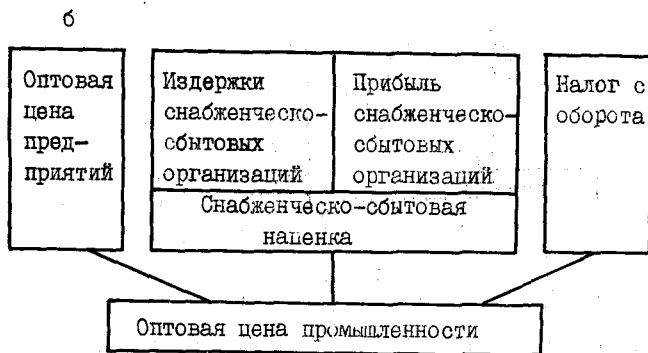 б
Оптовая
цена
пред-
приятий
Издержки
снабженческо-
сбытовых
организаций
Прибыль
снабженческо-
сбытовых
организаций
Снабженческо-сбытовая
наценка
Налог с
оборота
Оптовая цена промышленности